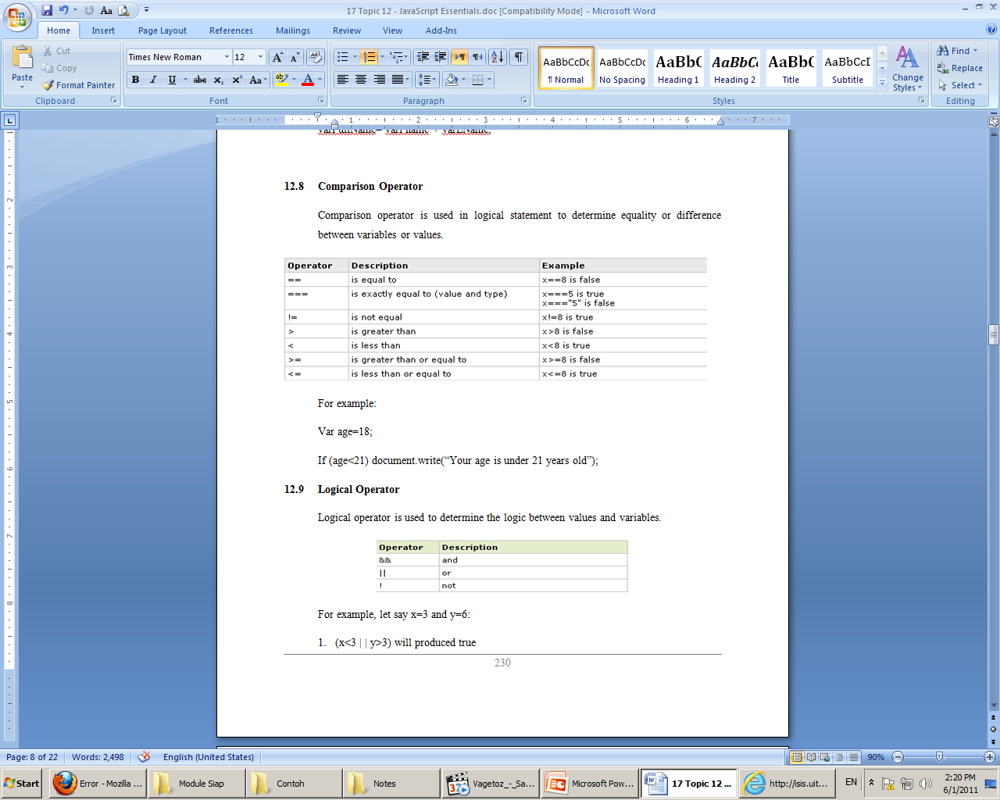 17 Topic 12 - JavaScript Essentials.doc [Compatibility Mode] - Microsoft Word
Home Insert Page Layout References Mailings Review View Add-Ins
Paste
Cut
Copy
Format Painter
Clipboard
Times New Roman 12
Font
Paragraph
AaBbCcDc AaBbCcDc AaBbC AaBbCc AaBbC AaBbCcI
¶ Normal No Spacing Heading 1 Heading 2 Title Subtitle
Change Styles
Styles
Find
Replace
Select
Editing
12.8 Comparison Operator
Comparison operator is used in logical statement to determine equality or difference
between variables or values.
Operator Description Example
== is equal to x==8 is false
=== is exactly equal to (value and type) x===5 is true
x==="5" is false
!= is not equal x!=8 is true
> is greater than x>8 is false
< is less than x<8 is true
>= is greater than or equal to x>=8 is false
<= is less than or equal to x<=8 is true
For example:
Var age=18;
If (age<21) document.write(“Your age is under 21 years old”);
12.9 Logical Operator
Logical operator is used to determine the logic between values and variables.
Operator Description
&& and
|| or
! not
For example, let say x=3 and y=6:
1. (x<3 | | y>3) will produced true
230
Page: 8 of 22 Words: 2,498 English (United States) 90%
Start Error - Mozilla ... Module Siap Contoh Notes Vagetoz_-_Sa... Microsoft Pow... 17 Topic 12 ... http://isis.uit... EN 2:20 PM
6/1/2011